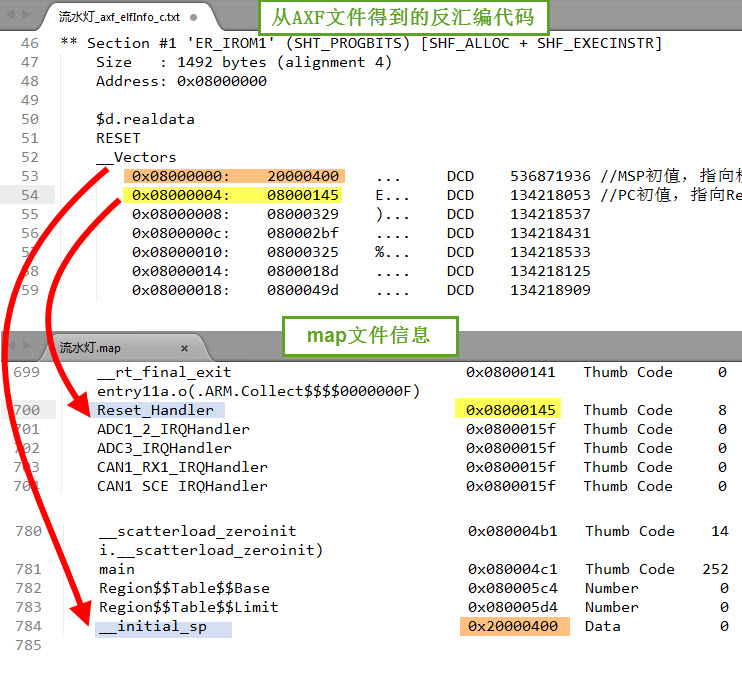 流水灯_axf_elfInfo_c.txt
从AXF文件得到的反汇编代码
46 ** Section #1 'ER_IROM1' (SHT_PROGBITS) [SHF_ALLOC + SHF_EXECINSTR]
47 Size   : 1492 bytes (alignment 4)
48 Address: 0x08000000
49
50 $d.realdata
51 RESET
52 __Vectors
53 0x08000000: 20000400 ... DCD 536871936 //MSP初值，指向
54 0x08000004: 08000145 E... DCD 134218053 //PC初值，指向Re
55 0x08000008: 08000329 )... DCD 134218537
56 0x0800000c: 080002bf .... DCD 134218431
57 0x08000010: 08000325 %... DCD 134218533
58 0x08000014: 0800018d .... DCD 134218125
59 0x08000018: 0800049d .... DCD 134218909
流水灯.map ×
map文件信息
699 __rt_final_exit 0x08000141 Thumb Code 0
entry11a.o(.ARM.Collect$$$$0000000F)
700 Reset_Handler 0x08000145 Thumb Code 8
701 ADC1_2_IRQHandler 0x0800015f Thumb Code 0
702 ADC3_IRQHandler 0x0800015f Thumb Code 0
703 CAN1_RX1_IRQHandler 0x0800015f Thumb Code 0
704 CAN1 SCE IRQHandler 0x0800015f Thumb Code 0
780 __scatterload_zeroinit 0x080004b1 Thumb Code 14
i.__scatterload_zeroinit)
781 main 0x080004c1 Thumb Code 252
782 Region$$Table$$Base 0x080005c4 Number 0
783 Region$$Table$$Limit 0x080005d4 Number 0
784 __initial_sp 0x20000400 Data 0
785